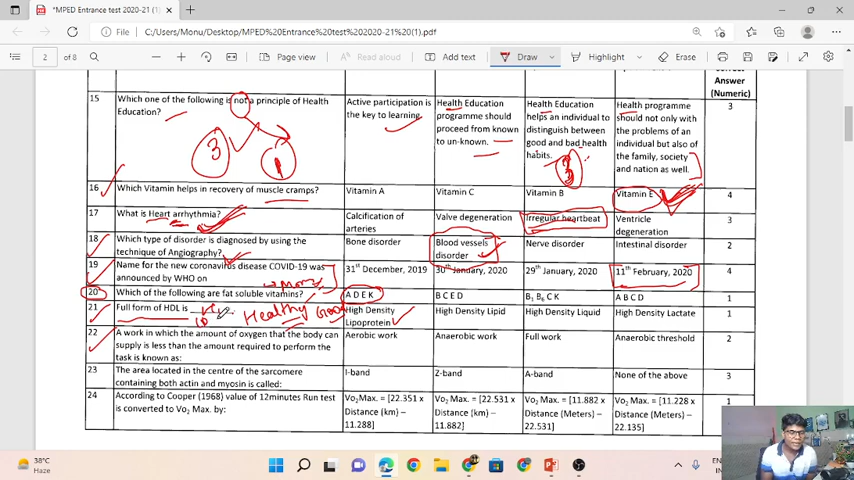 MPED Entrance test 2020-21 (1)
File
C:/Users/Monu/Desktop/MPED%20Entrance%20test%202020-21%20(1).pdf
2 of 8
Page view
Read aloud
Add text
Draw
Highlight
Erase
Answer
(Numeric)
15 Which one of the following is not a principle of Health Education? Active participation is the key to learning. Health Education programme should proceed from known to un-known. Health Education helps an individual to distinguish between good and bad health habits. Health programme should not only with the problems of an individual but also of the family, society and nation as well. 3
3 1 3
16 Which Vitamin helps in recovery of muscle cramps? Vitamin A Vitamin C Vitamin B Vitamin E 4
17 What is Heart arrhythmia? Calcification of arteries Valve degeneration Irregular heartbeat Ventricle degeneration 3
18 Which type of disorder is diagnosed by using the technique of Angiography? Bone disorder Blood vessels disorder Nerve disorder Intestinal disorder 2
19 Name for the new coronavirus disease COVID-19 was announced by WHO on 31st December, 2019 30th January, 2020 29th January, 2020 11th February, 2020 4
20 Which of the following are fat soluble vitamins? A D E K B C E D B1 B6 C K A B C D 1
21 Full form of HDL is High Density Lipoprotein High Density Lipid High Density Liquid High Density Lactate 1
Healthy Good
22 A work in which the amount of oxygen that the body can supply is less than the amount required to perform the task is known as: Aerobic work Anaerobic work Full work Anaerobic threshold 2
23 The area located in the centre of the sarcomere containing both actin and myosin is called: I-band Z-band A-band None of the above 3
24 According to Cooper (1968) value of 12minutes Run test is converted to Vo2 Max. by: Vo2Max. = [22.351 x Distance (km) – 11.288] Vo2Max. = [22.531 x Distance (km) – 11.882] Vo2 Max. = [11.882 x Distance (Meters) – 22.531] Vo2 Max. = [11.228 x Distance (Meters) – 22.135] 1
38°C
Haze